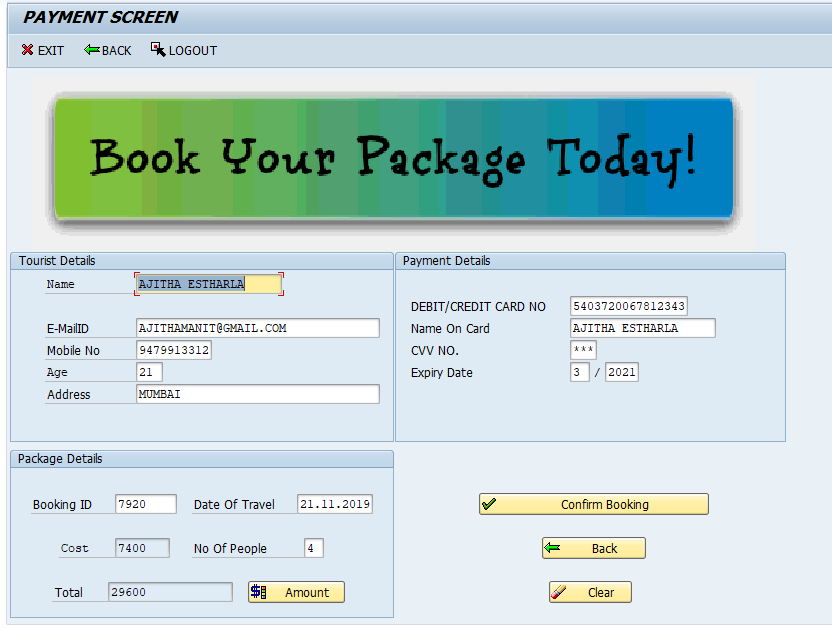 PAYMENT SCREEN
EXIT BACK LOGOUT
Book Your Package Today!
Tourist Details
Name AJITHA ESTHARLA
E-MailID AJITHAMANIT@GMAIL.COM
Mobile No 9479913312
Age 21
Address MUMBAI
Payment Details
DEBIT/CREDIT CARD NO 5403720067812343
Name On Card AJITHA ESTHARLA
CVV NO. ***
Expiry Date 3 / 2021
Package Details
Booking ID 7920 Date Of Travel 21.11.2019
Cost 7400 No Of People 4
Total 29600 Amount
Confirm Booking
Back
Clear